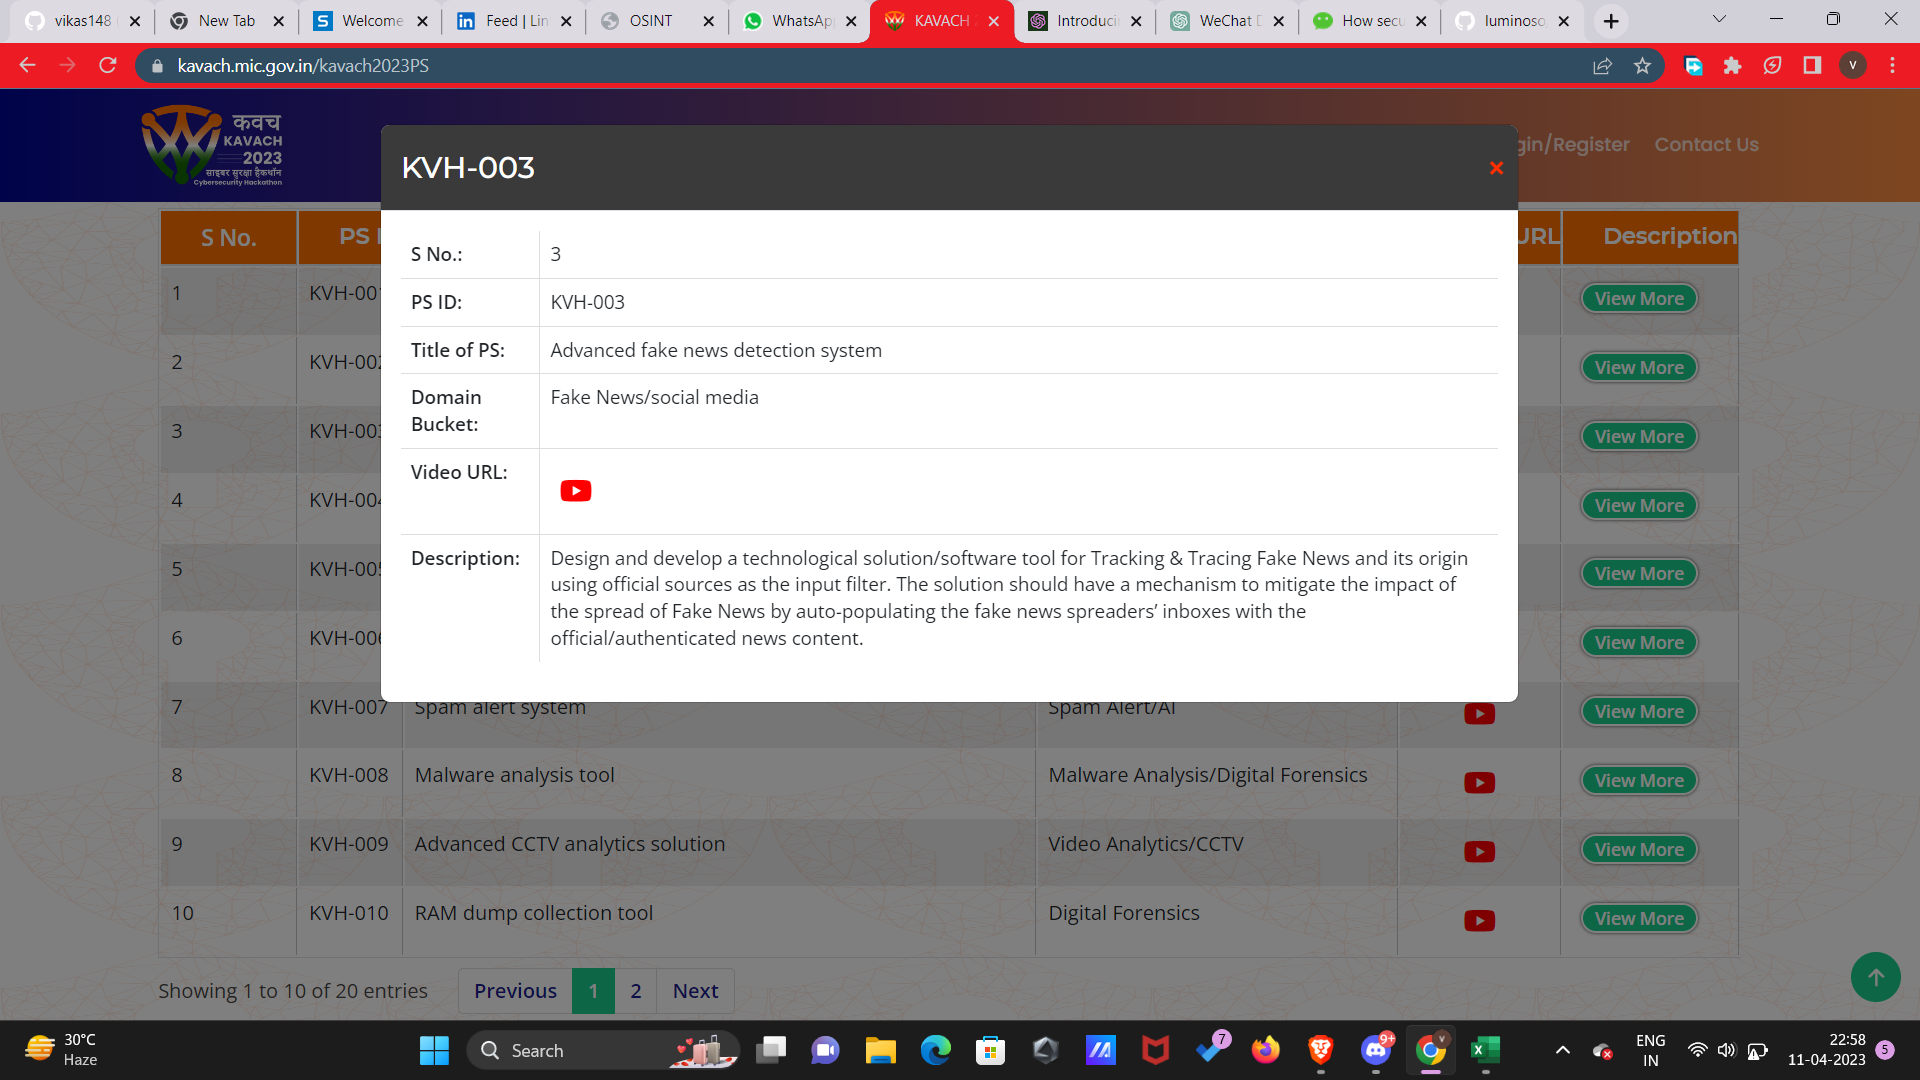 vikas148
New Tab
Welcome
Feed | Lin
OSINT
WhatsAp
KAVACH
Introduci
WeChat D
How secu
luminoso
kavach.mic.gov.in/kavach2023PS
V
कवच
KAVACH
2023
साइबर सुरक्षा हैकथॉन
Cybersecurity Hackathon
gin/Register
Contact Us
KVH-003
S No.: 3
PS ID: KVH-003
Title of PS: Advanced fake news detection system
Domain Bucket: Fake News/social media
Video URL:
Description: Design and develop a technological solution/software tool for Tracking & Tracing Fake News and its origin
using official sources as the input filter. The solution should have a mechanism to mitigate the impact of
the spread of Fake News by auto-populating the fake news spreaders’ inboxes with the
official/authenticated news content.
S No. PS URL Description
1 KVH-001 View More
2 KVH-002 View More
3 KVH-003 View More
4 KVH-004 View More
5 KVH-005 View More
6 KVH-006 View More
7 KVH-007 Spam alert system Spam Alert/AI View More
8 KVH-008 Malware analysis tool Malware Analysis/Digital Forensics View More
9 KVH-009 Advanced CCTV analytics solution Video Analytics/CCTV View More
10 KVH-010 RAM dump collection tool Digital Forensics View More
Showing 1 to 10 of 20 entries Previous 1 2 Next
30°C
Haze
Search
7
9+
V
ENG
IN
22:58
11-04-2023
5